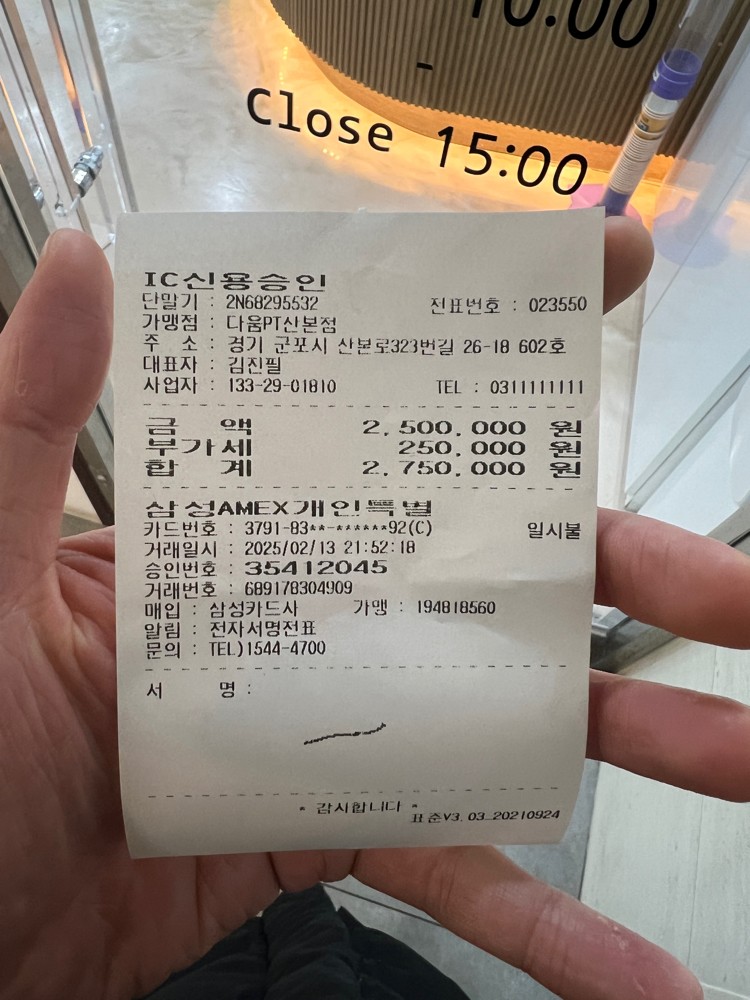 10:00
-
Close 15:00
IC신용승인
단말기 : 2N68295532 전표번호 : 023550
가맹점 : 다움PT산본점
주 소 : 경기 군포시 산본로323번길 26-18 602호
대표자 : 김진필
사업자 : 133-29-01810 TEL : 0311111111
금 액 2,500,000 원
부가세 250,000 원
합 계 2,750,000 원
삼성AMEX개인특별
카드번호 : 3791-83**-******92(C) 일시불
거래일시 : 2025/02/13 21:52:18
승인번호 : 35412045
거래번호 : 689178304909
매입 : 삼성카드사 가맹 : 194818560
알림 : 전자서명전표
문의 : TEL)1544-4700
서 명 :
* 감사합니다 *
표준V3.03_20210924